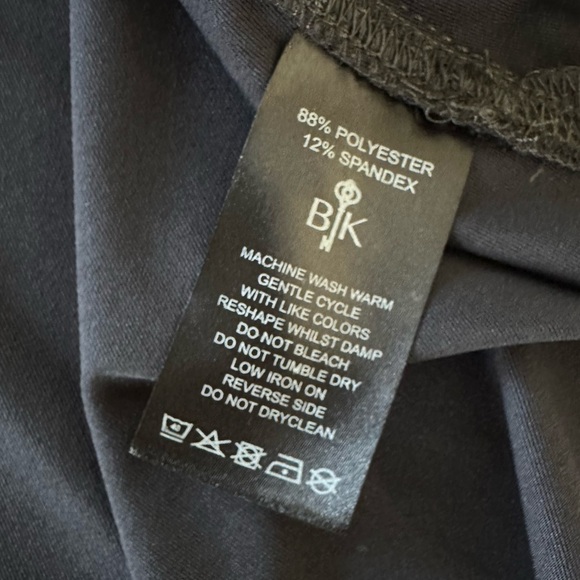 88% POLYESTER
12% SPANDEX
BK
MACHINE WASH WARM
GENTLE CYCLE
WITH LIKE COLORS
RESHAPE WHILST DAMP
DO NOT BLEACH
DO NOT TUMBLE DRY
LOW IRON ON
REVERSE SIDE
DO NOT DRYCLEAN
40